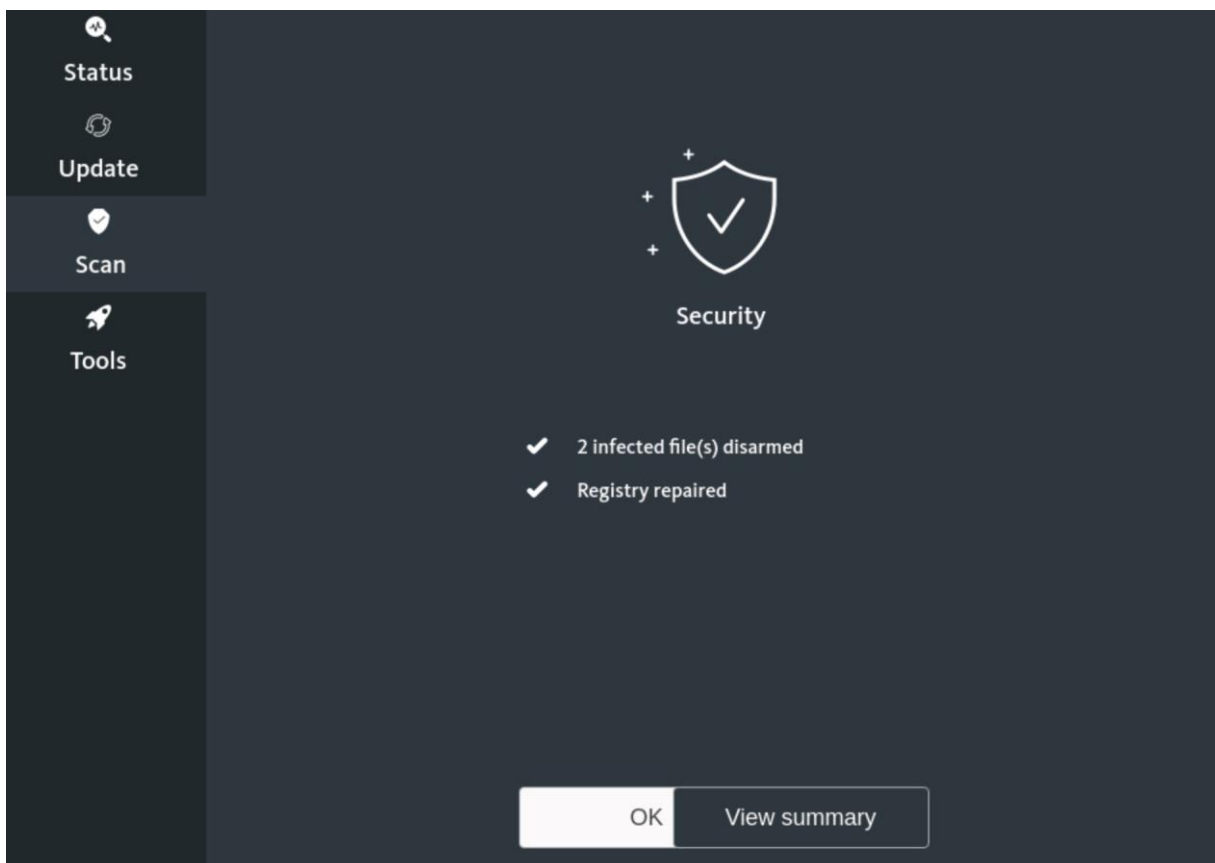 Status
Update
Scan
Tools
Security
2 infected file(s) disarmed
Registry repaired
OK
View summary